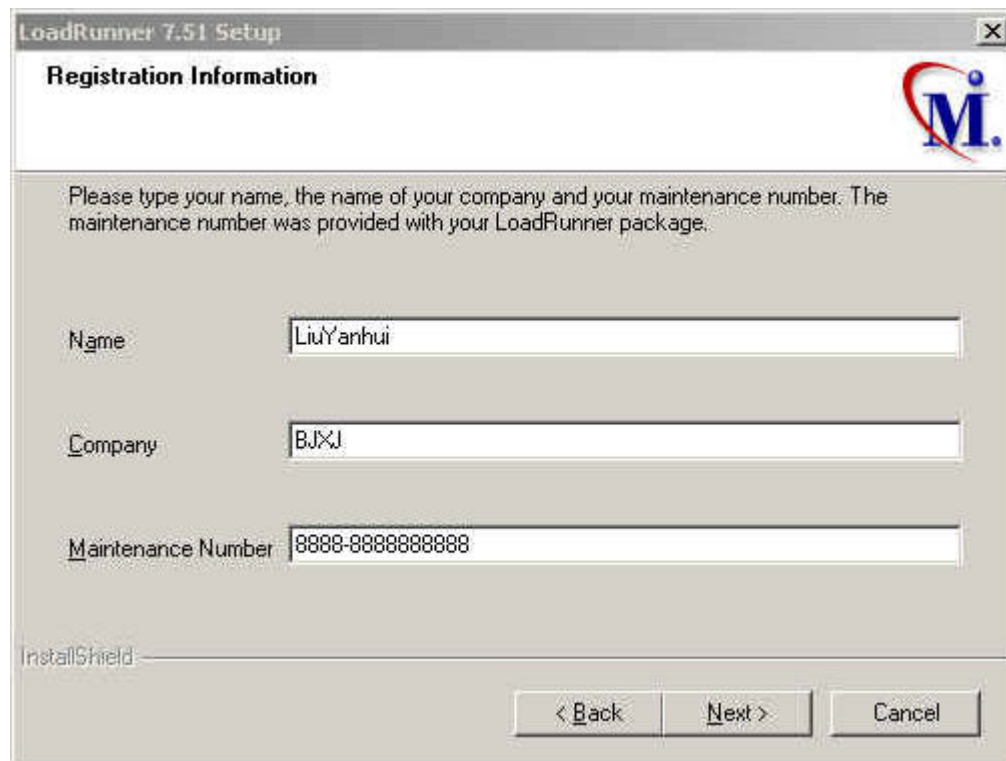 LoadRunner 7.51 Setup
Registration Information
M.
Please type your name, the name of your company and your maintenance number. The
maintenance number was provided with your LoadRunner package.
Name
LiuYanhui
Company
BJXJ
Maintenance Number
8888-8888888888
InstallShield
< Back
Next >
Cancel